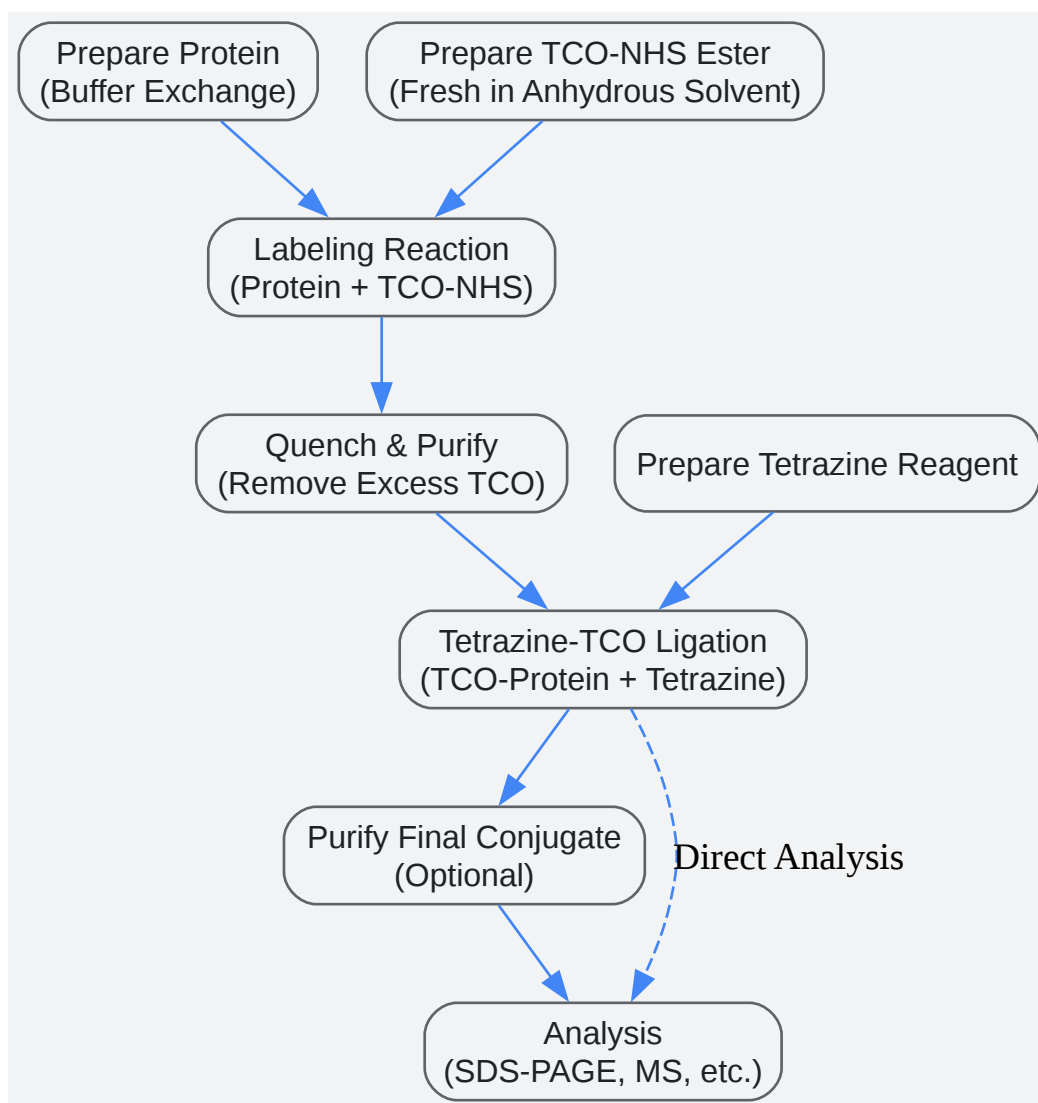 Prepare Protein
(Buffer Exchange)
Prepare TCO-NHS Ester
(Fresh in Anhydrous Solvent)
Labeling Reaction
(Protein + TCO-NHS)
Quench & Purify
(Remove Excess TCO)
Prepare Tetrazine Reagent
Tetrazine-TCO Ligation
(TCO-Protein + Tetrazine)
Purify Final Conjugate
(Optional)
Direct Analysis
Analysis
(SDS-PAGE, MS, etc.)